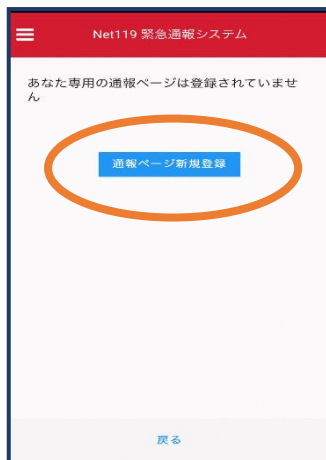 Net119 緊急通報システム
あなた専用の通報ページは登録されていませ
ん
通報ページ新規登録
戻る